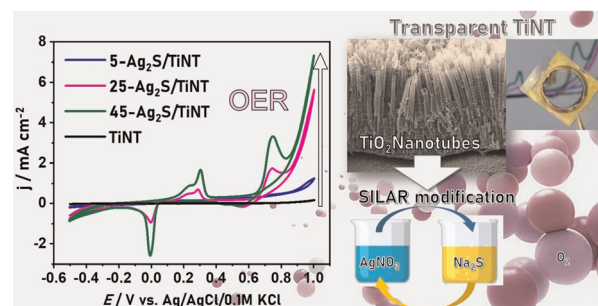 Transparent TiNT
8
6
4
2
0
-2
j / mA cm⁻²
5-Ag₂S/TiNT
25-Ag₂S/TiNT
45-Ag₂S/TiNT
TiNT
OER
-0.6 -0.4 -0.2 0.0 0.2 0.4 0.6 0.8 1.0
E / V vs. Ag/AgCl/0.1M KCl
TiO₂Nanotubes
SILAR modification
AgNO₃
Na₂S
O₂